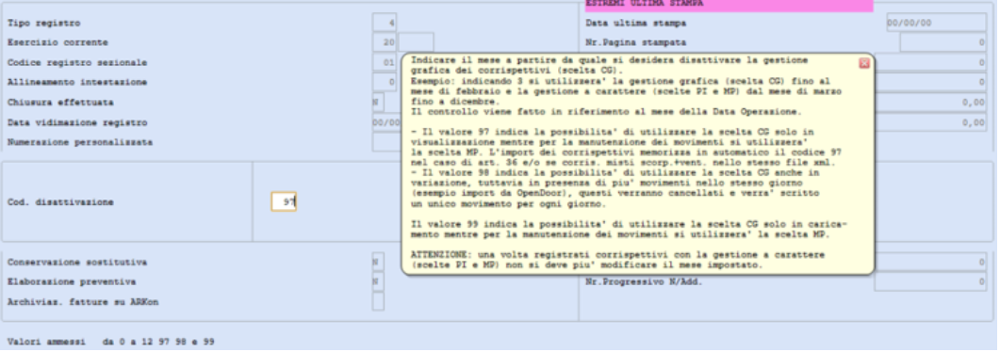 ESTREMI ULTIMA STAMPA
Tipo registro 4
Data ultima stampa 00/00/00
Esercizio corrente 20
Nr.Pagina stampata 0
Codice registro sezionale 01
0
Allineamento intestazione 0
0
Chiusura effettuata N
0,00
Data vidimazione registro 00/00
0,00
Numerazione personalizzata
Indicare il mese a partire da quale si desidera disattivare la gestione
grafica dei corrispettivi (scelta CG).
Esempio: indicando 3 si utilizzera' la gestione grafica (scelta CG) fino al
mese di febbraio e la gestione a carattere (scelte PI e MP) dal mese di marzo
fino a dicembre.
Il controllo viene fatto in riferimento al mese della Data Operazione.
- Il valore 97 indica la possibilita' di utilizzare la scelta CG solo in
visualizzazione mentre per la manutenzione dei movimenti si utilizzera'
la scelta MP. L'import dei corrispettivi memorizza in automatico il codice 97
nel caso di art. 36 e/o se corris. misti scorp.+vent. nello stesso file xml.
- Il valore 98 indica la possibilita' di utilizzare la scelta CG anche in
variazione, tuttavia in presenza di piu' movimenti nello stesso giorno
(esempio import da OpenDoor), questi verranno cancellati e verra' scritto
un unico movimento per ogni giorno.
Il valore 99 indica la possibilita' di utilizzare la scelta CG solo in carica-
mento mentre per la manutenzione dei movimenti si utilizzera' la scelta MP.
ATTENZIONE: una volta registrati corrispettivi con la gestione a carattere
(scelte PI e MP) non si deve piu' modificare il mese impostato.
Cod. disattivazione 97
Conservazione sostitutiva N
0
Elaborazione preventiva N
Nr.Progressivo N/Add. 0
Archiviaz. fatture su ARKon
Valori ammessi da 0 a 12 97 98 e 99